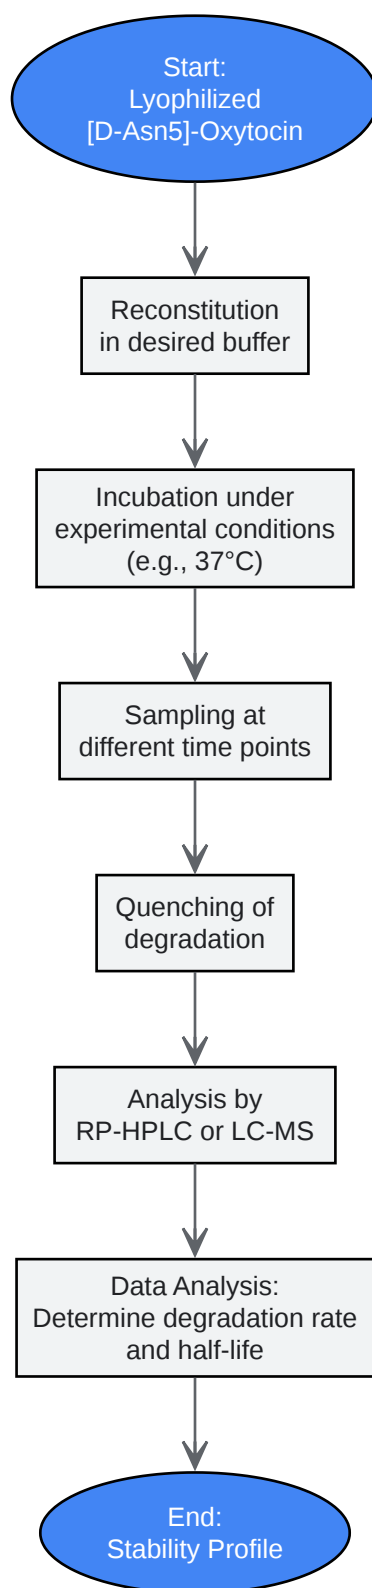 Start:
Lyophilized
[D-Asn5]-Oxytocin
Reconstitution
in desired buffer
Incubation under
experimental conditions
(e.g., 37°C)
Sampling at
different time points
Quenching of
degradation
Analysis by
RP-HPLC or LC-MS
Data Analysis:
Determine degradation rate
and half-life
End:
Stability Profile